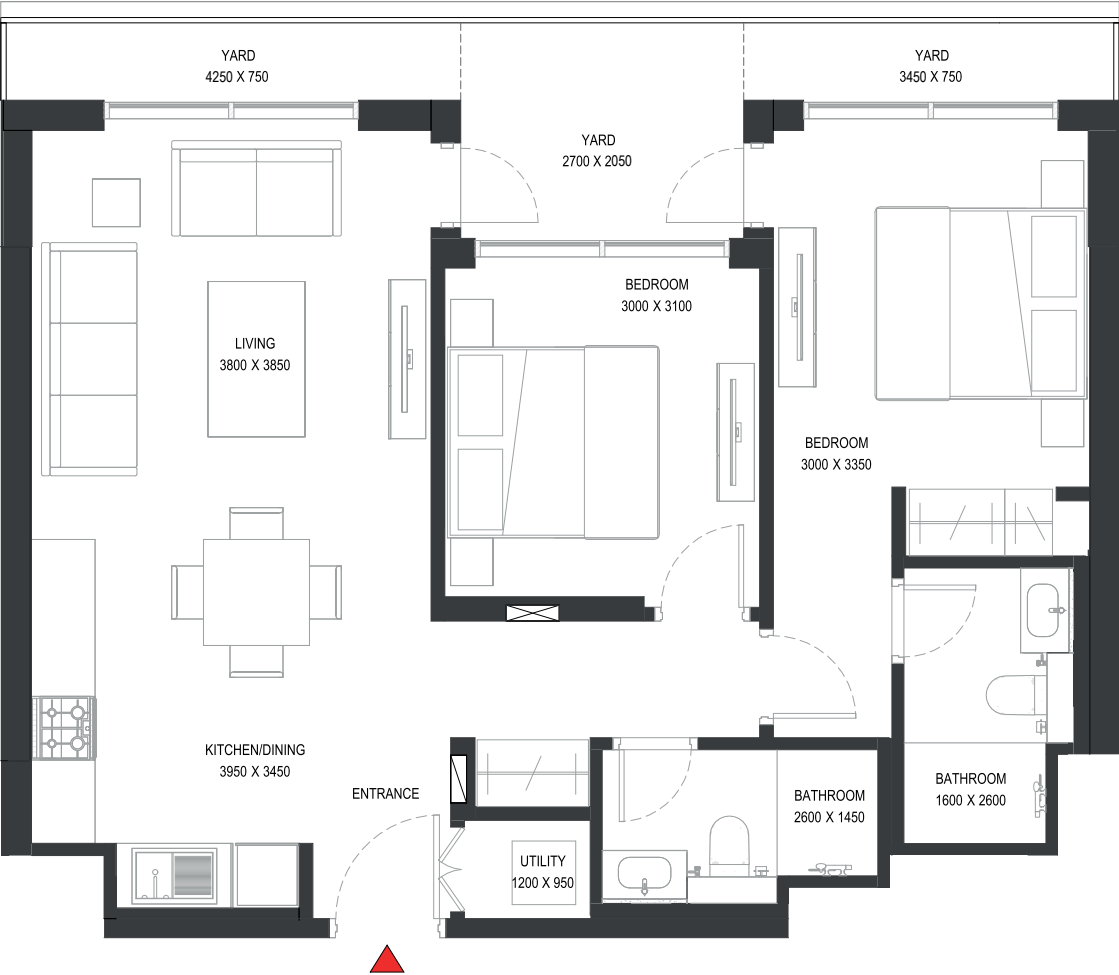 YARD
4250 X 750
YARD
3450 X 750
YARD
2700 X 2050
BEDROOM
3000 X 3100
LIVING
3800 X 3850
BEDROOM
3000 X 3350
KITCHEN/DINING
3950 X 3450
ENTRANCE
BATHROOM
1600 X 2600
BATHROOM
2600 X 1450
UTILITY
1200 X 950